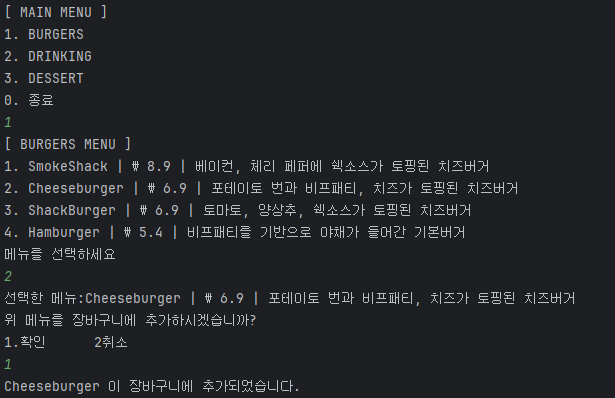 [ MAIN MENU ]
1. BURGERS
2. DRINKING
3. DESSERT
0. 종료
1
[ BURGERS MENU ]
1. SmokeShack | ₩ 8.9 | 베이컨, 체리 페퍼에 쉑소스가 토핑된 치즈버거
2. Cheeseburger | ₩ 6.9 | 포테이토 번과 비프패티, 치즈가 토핑된 치즈버거
3. ShackBurger | ₩ 6.9 | 토마토, 양상추, 쉑소스가 토핑된 치즈버거
4. Hamburger | ₩ 5.4 | 비프패티를 기반으로 야채가 들어간 기본버거
메뉴를 선택하세요
2
선택한 메뉴:Cheeseburger | ₩ 6.9 | 포테이토 번과 비프패티, 치즈가 토핑된 치즈버거
위 메뉴를 장바구니에 추가하시겠습니까?
1.확인      2취소
1
Cheeseburger 이 장바구니에 추가되었습니다.